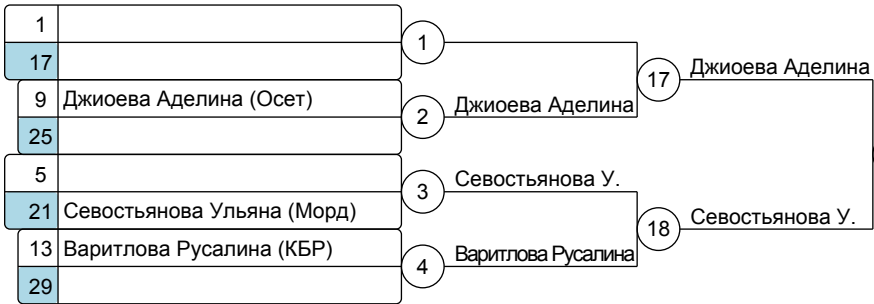 1
17
1
9 Джиоева Аделина (Осет)
25
2
Джиоева Аделина
17
Джиоева Аделина
5
21 Севостьянова Ульяна (Морд)
3
Севостьянова У.
13 Варитлова Русалина (КБР)
29
4
Варитлова Русалина
18
Севостьянова У.